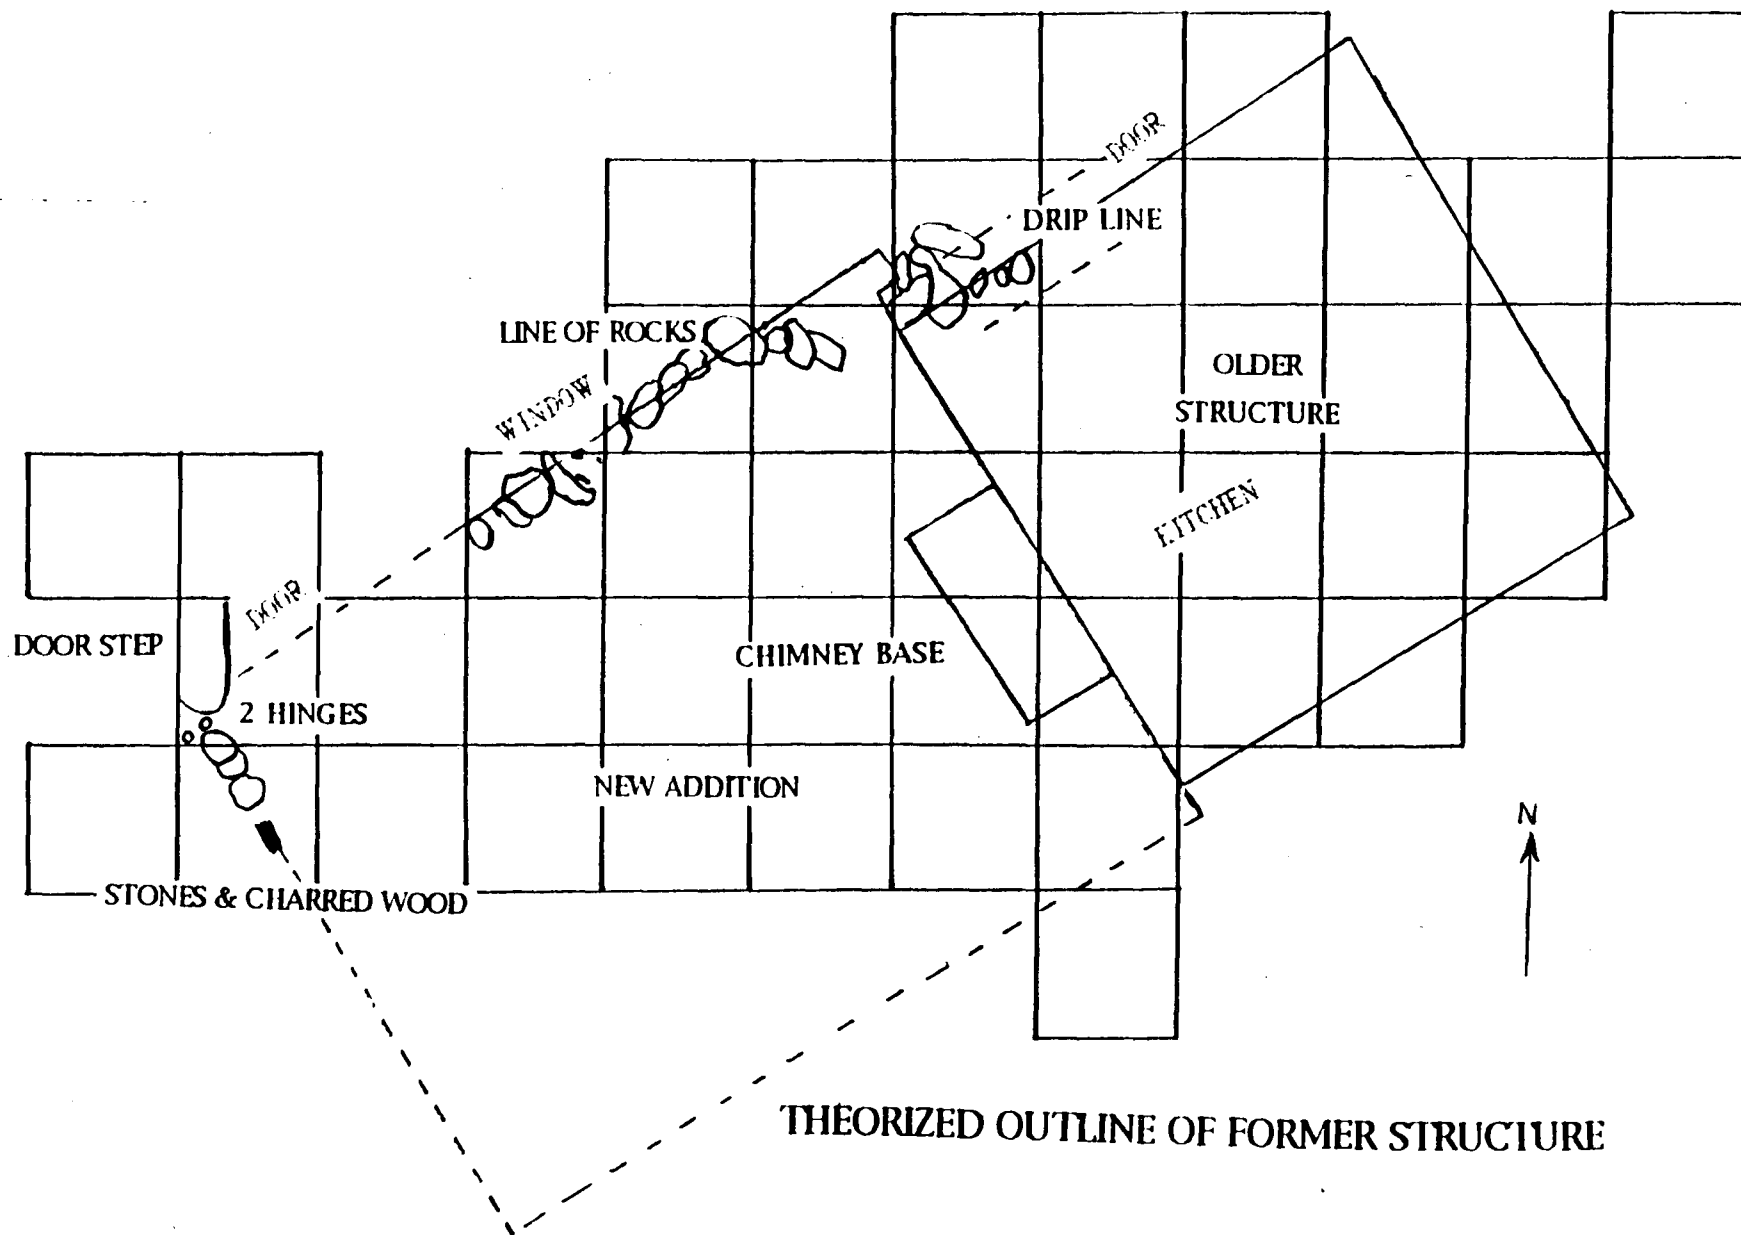 DOOR
DRIP LINE
LINE OF ROCKS
OLDER
STRUCTURE
WINDOW
KITCHEN
DOOR
DOOR STEP
CHIMNEY BASE
2 HINGES
NEW ADDITION
N
STONES & CHARRED WOOD
THEORIZED OUTLINE OF FORMER STRUCTURE